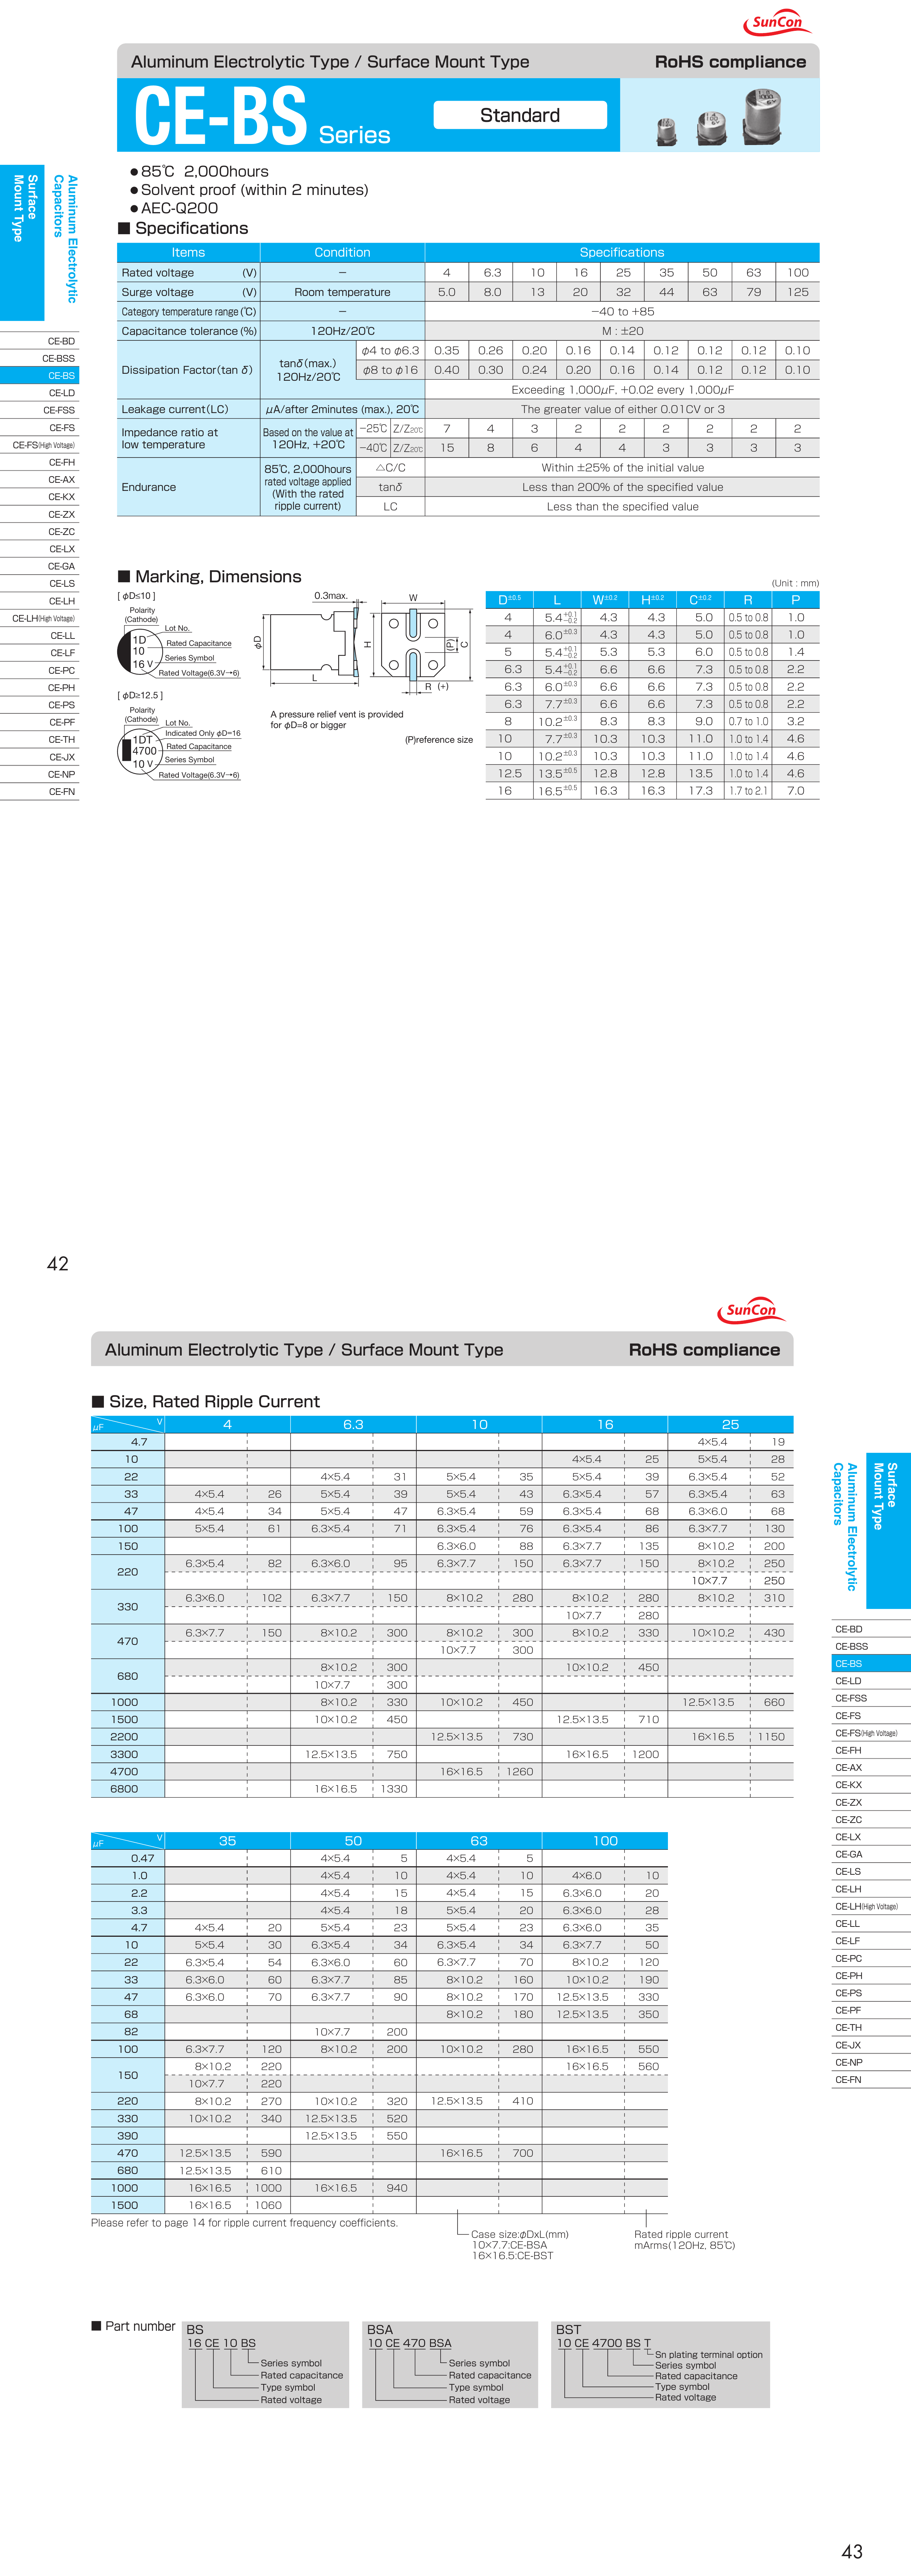 SunCon
Aluminum Electrolytic Type / Surface Mount Type RoHS compliance
CE-BS Series Standard
●85℃ 2,000hours
●Solvent proof (within 2 minutes)
●AEC-Q200
Surface Mount Type
Aluminum Electrolytic Capacitors
CE-BD
CE-BSS
CE-BS
CE-LD
CE-FSS
CE-FS
CE-FS(High Voltage)
CE-FH
CE-AX
CE-KX
CE-ZX
CE-ZC
CE-LX
CE-GA
CE-LS
CE-LH
CE-LH(High Voltage)
CE-LL
CE-LF
CE-PC
CE-PH
CE-PS
CE-PF
CE-TH
CE-JX
CE-NP
CE-FN
■ Specifications
Items Condition Specifications
Rated voltage (V) − 4 6.3 10 16 25 35 50 63 100
Surge voltage (V) Room temperature 5.0 8.0 13 20 32 44 63 79 125
Category temperature range (℃) − −40 to +85
Capacitance tolerance (%) 120Hz/20℃ M : ±20
Dissipation Factor(tan δ) tanδ(max.) 120Hz/20℃
φ4 to φ6.3 0.35 0.26 0.20 0.16 0.14 0.12 0.12 0.12 0.10
φ8 to φ16 0.40 0.30 0.24 0.20 0.16 0.14 0.12 0.12 0.10
Exceeding 1,000μF, +0.02 every 1,000μF
Leakage current(LC) μA/after 2minutes (max.), 20℃ The greater value of either 0.01CV or 3
Impedance ratio at low temperature Based on the value at 120Hz, +20℃
−25℃ Z/Z20℃ 7 4 3 2 2 2 2 2 2
−40℃ Z/Z20℃ 15 8 6 4 4 3 3 3 3
Endurance 85℃, 2,000hours rated voltage applied (With the rated ripple current)
△C/C Within ±25% of the initial value
tanδ Less than 200% of the specified value
LC Less than the specified value
■ Marking, Dimensions
(Unit : mm)
[ φD≤10 ]
Polarity (Cathode)
Lot No.
Rated Capacitance
Series Symbol
Rated Voltage(6.3V→6)
1D
10
16 V
[ φD≥12.5 ]
Polarity (Cathode)
Lot No.
Indicated Only φD=16
Rated Capacitance
Series Symbol
Rated Voltage(6.3V→6)
1DT
4700
10 V
0.3max. W
φD H (P) C
L R (+)
A pressure relief vent is provided
for φD=8 or bigger
(P)reference size
D±0.5 L W±0.2 H±0.2 C±0.2 R P
4 5.4+0.1−0.2 4.3 4.3 5.0 0.5 to 0.8 1.0
4 6.0±0.3 4.3 4.3 5.0 0.5 to 0.8 1.0
5 5.4+0.1−0.2 5.3 5.3 6.0 0.5 to 0.8 1.4
6.3 5.4+0.1−0.2 6.6 6.6 7.3 0.5 to 0.8 2.2
6.3 6.0±0.3 6.6 6.6 7.3 0.5 to 0.8 2.2
6.3 7.7±0.3 6.6 6.6 7.3 0.5 to 0.8 2.2
8 10.2±0.3 8.3 8.3 9.0 0.7 to 1.0 3.2
10 7.7±0.3 10.3 10.3 11.0 1.0 to 1.4 4.6
10 10.2±0.3 10.3 10.3 11.0 1.0 to 1.4 4.6
12.5 13.5±0.5 12.8 12.8 13.5 1.0 to 1.4 4.6
16 16.5±0.5 16.3 16.3 17.3 1.7 to 2.1 7.0
42
SunCon
Aluminum Electrolytic Type / Surface Mount Type RoHS compliance
■ Size, Rated Ripple Current
μF V 4 6.3 10 16 25
4.7 4×5.4 19
10 4×5.4 25 5×5.4 28
22 4×5.4 31 5×5.4 35 5×5.4 39 6.3×5.4 52
33 4×5.4 26 5×5.4 39 5×5.4 43 6.3×5.4 57 6.3×5.4 63
47 4×5.4 34 5×5.4 47 6.3×5.4 59 6.3×5.4 68 6.3×6.0 68
100 5×5.4 61 6.3×5.4 71 6.3×5.4 76 6.3×5.4 86 6.3×7.7 130
150 6.3×6.0 88 6.3×7.7 135 8×10.2 200
220 6.3×5.4 82 6.3×6.0 95 6.3×7.7 150 6.3×7.7 150 8×10.2 250
10×7.7 250
330 6.3×6.0 102 6.3×7.7 150 8×10.2 280 8×10.2 280 8×10.2 310
10×7.7 280
470 6.3×7.7 150 8×10.2 300 8×10.2 300 8×10.2 330 10×10.2 430
10×7.7 300
680 8×10.2 300 10×10.2 450
10×7.7 300
1000 8×10.2 330 10×10.2 450 12.5×13.5 660
1500 10×10.2 450 12.5×13.5 710
2200 12.5×13.5 730 16×16.5 1150
3300 12.5×13.5 750 16×16.5 1200
4700 16×16.5 1260
6800 16×16.5 1330
μF V 35 50 63 100
0.47 4×5.4 5 4×5.4 5
1.0 4×5.4 10 4×5.4 10 4×6.0 10
2.2 4×5.4 15 4×5.4 15 6.3×6.0 20
3.3 4×5.4 18 5×5.4 20 6.3×6.0 28
4.7 4×5.4 20 5×5.4 23 5×5.4 23 6.3×6.0 35
10 5×5.4 30 6.3×5.4 34 6.3×5.4 34 6.3×7.7 50
22 6.3×5.4 54 6.3×6.0 60 6.3×7.7 70 8×10.2 120
33 6.3×6.0 60 6.3×7.7 85 8×10.2 160 10×10.2 190
47 6.3×6.0 70 6.3×7.7 90 8×10.2 170 12.5×13.5 330
68 8×10.2 180 12.5×13.5 350
82 10×7.7 200
100 6.3×7.7 120 8×10.2 200 10×10.2 280 16×16.5 550
150 8×10.2 220 16×16.5 560
10×7.7 220
220 8×10.2 270 10×10.2 320 12.5×13.5 410
330 10×10.2 340 12.5×13.5 520
390 12.5×13.5 550
470 12.5×13.5 590 16×16.5 700
680 12.5×13.5 610
1000 16×16.5 1000 16×16.5 940
1500 16×16.5 1060
Please refer to page 14 for ripple current frequency coefficients.
Case size:φDxL(mm)
10×7.7:CE-BSA
16×16.5:CE-BST
Rated ripple current
mArms(120Hz, 85℃)
Surface Mount Type
Aluminum Electrolytic Capacitors
CE-BD
CE-BSS
CE-BS
CE-LD
CE-FSS
CE-FS
CE-FS(High Voltage)
CE-FH
CE-AX
CE-KX
CE-ZX
CE-ZC
CE-LX
CE-GA
CE-LS
CE-LH
CE-LH(High Voltage)
CE-LL
CE-LF
CE-PC
CE-PH
CE-PS
CE-PF
CE-TH
CE-JX
CE-NP
CE-FN
■ Part number
BS
16 CE 10 BS
Series symbol
Rated capacitance
Type symbol
Rated voltage
BSA
10 CE 470 BSA
Series symbol
Rated capacitance
Type symbol
Rated voltage
BST
10 CE 4700 BS T
Sn plating terminal option
Series symbol
Rated capacitance
Type symbol
Rated voltage
43